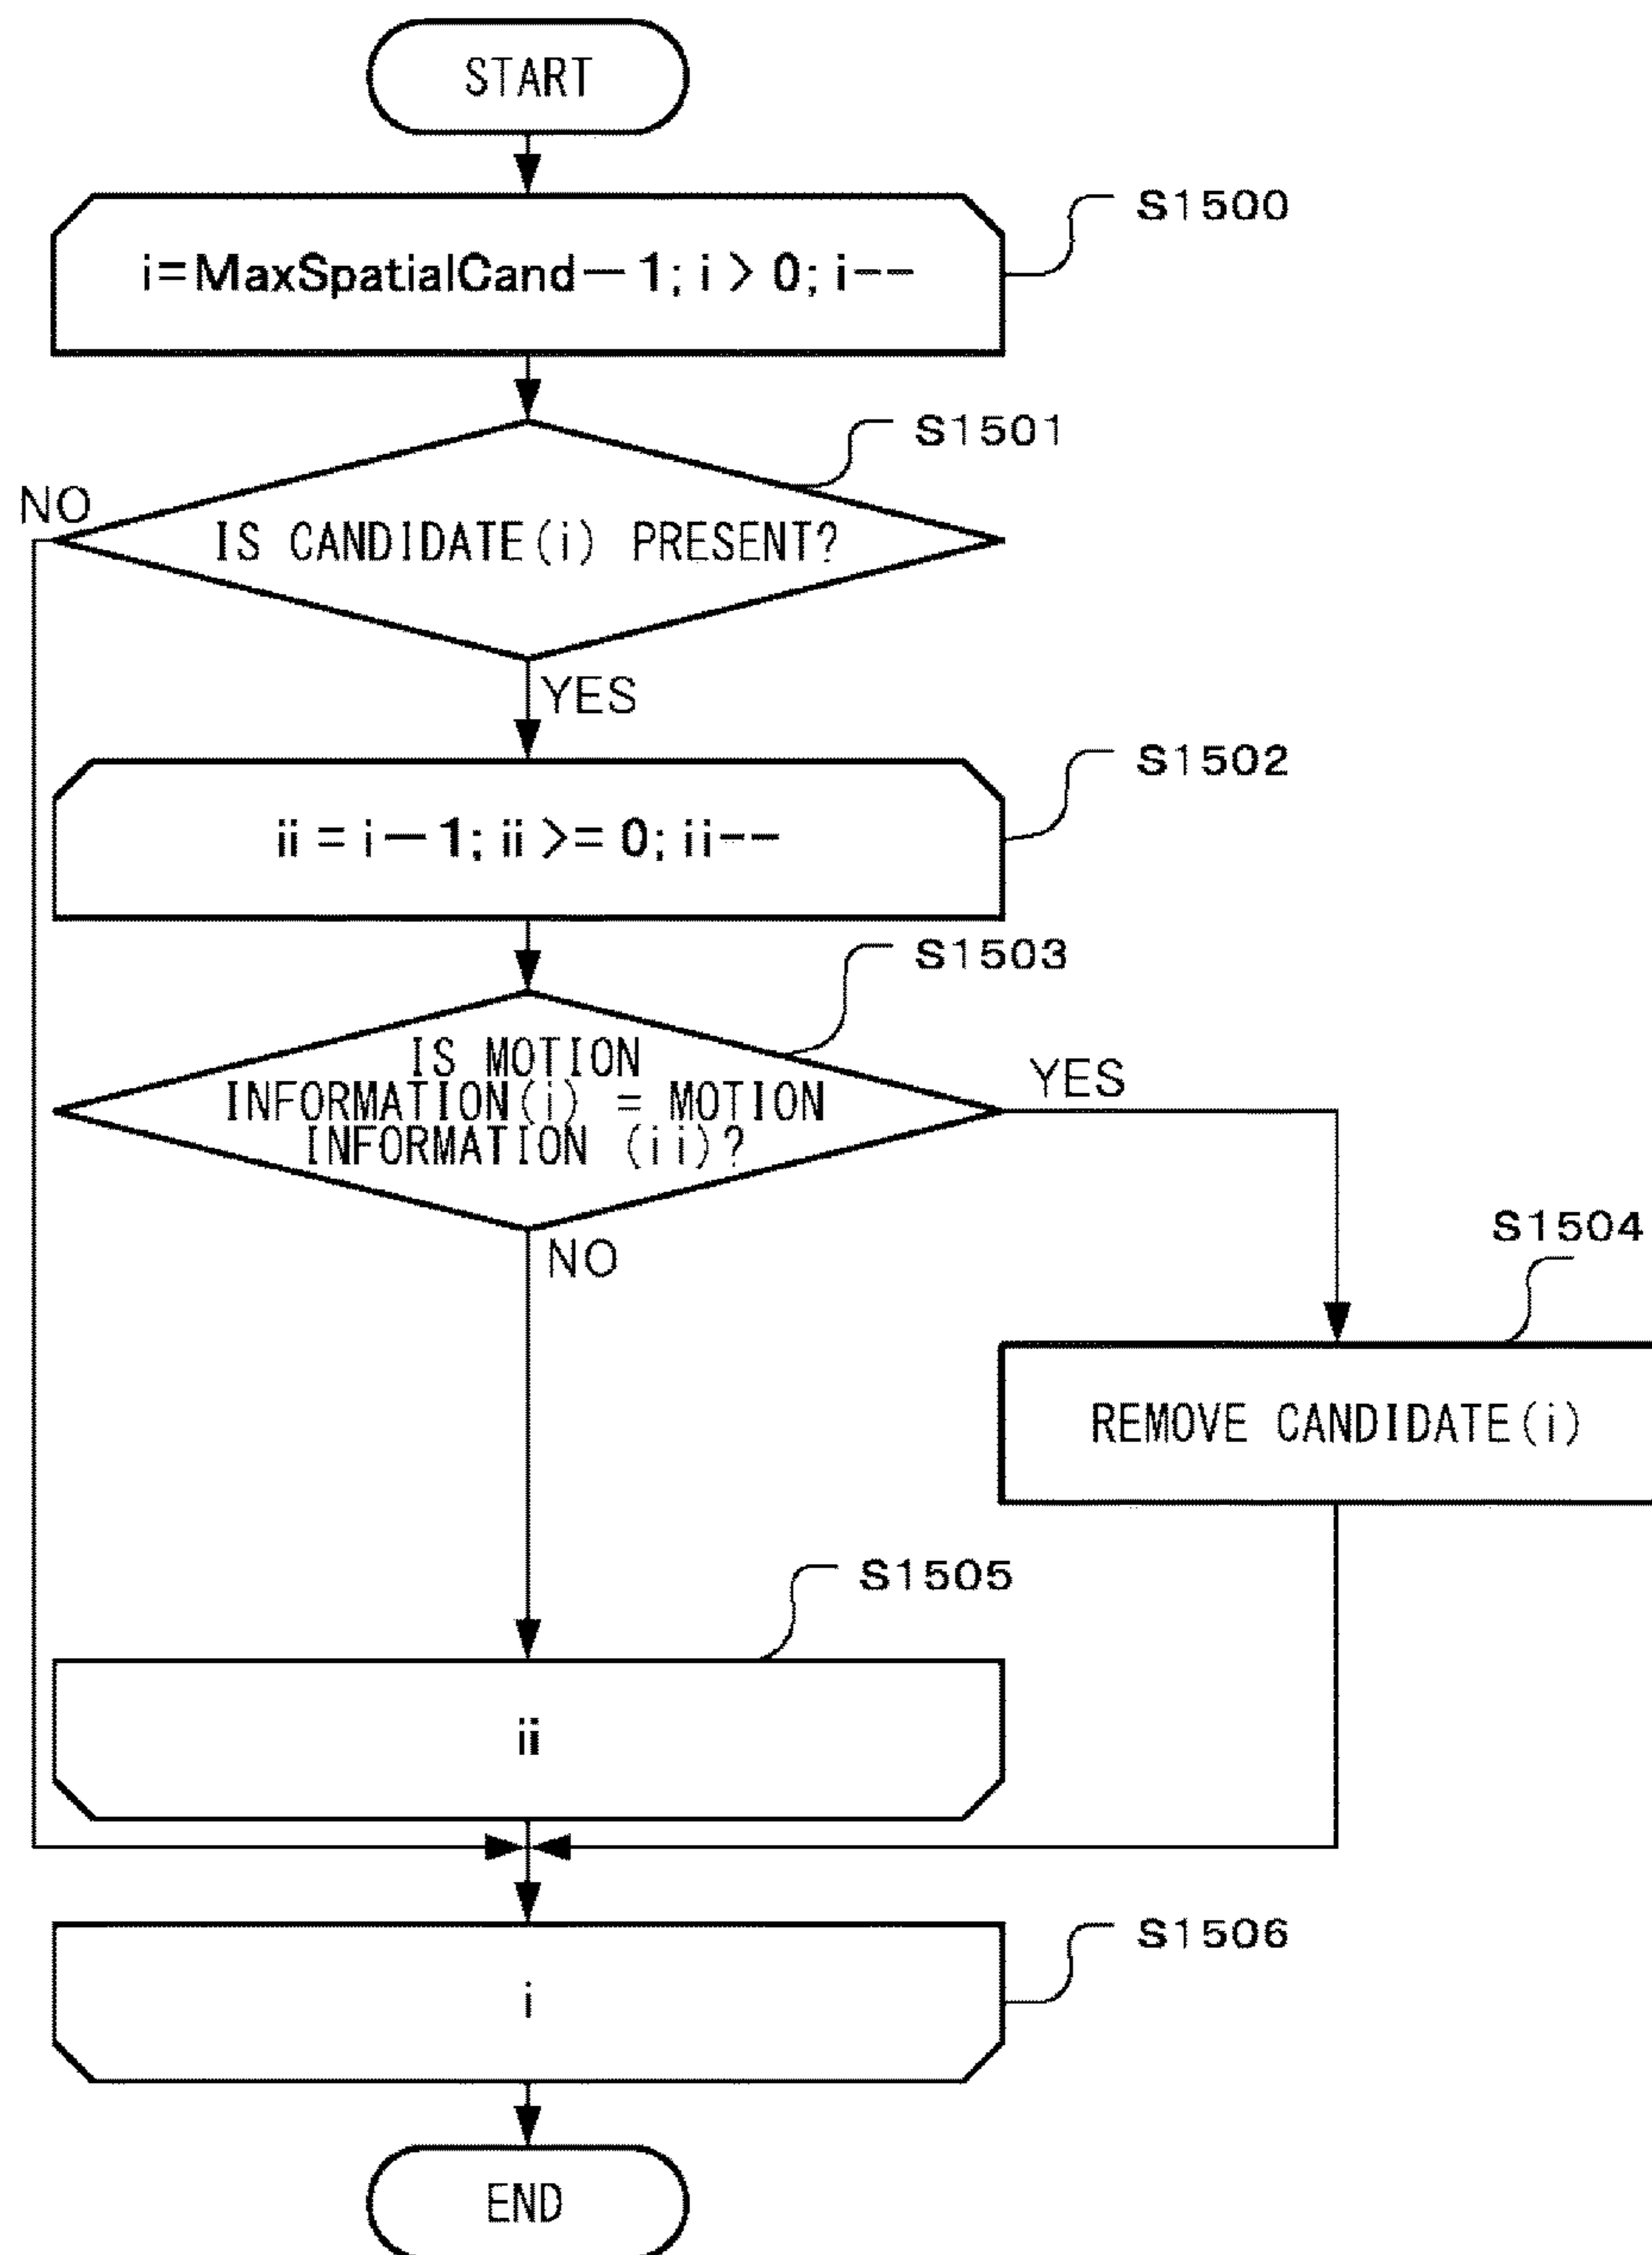 START
S1500
i=MaxSpatialCand－1; i > 0; i--
S1501
NO
IS CANDIDATE(i) PRESENT?
YES
S1502
ii = i－1; ii >= 0; ii--
S1503
IS MOTION
INFORMATION(i) = MOTION
INFORMATION (ii)?
YES
NO
S1504
REMOVE CANDIDATE(i)
S1505
ii
S1506
i
END